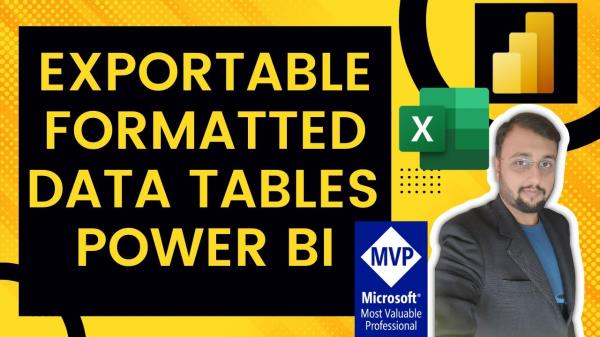 EXPORTABLE
FORMATTED
DATA TABLES
POWER BI
X
MVP
Microsoft®
Most Valuable
Professional